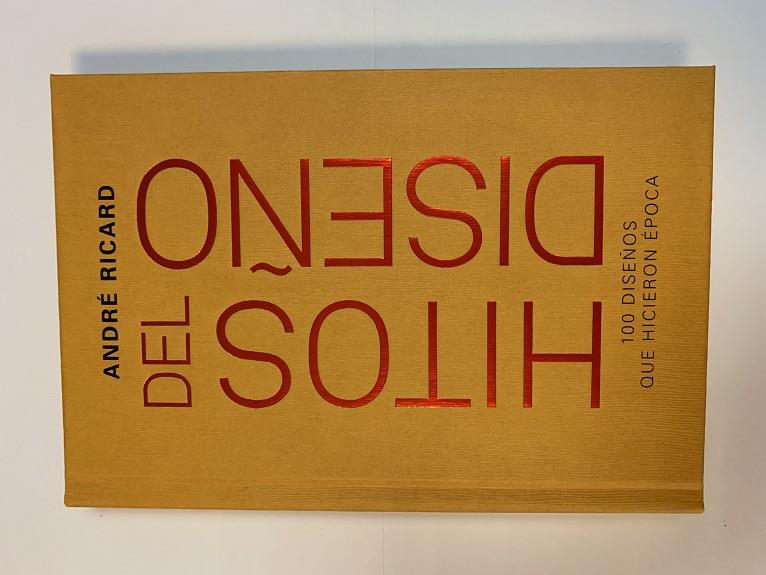 ANDRÉ RICARD
HITOS
DEL
DISEÑO
100 DISEÑOS
QUE HICIERON ÉPOCA